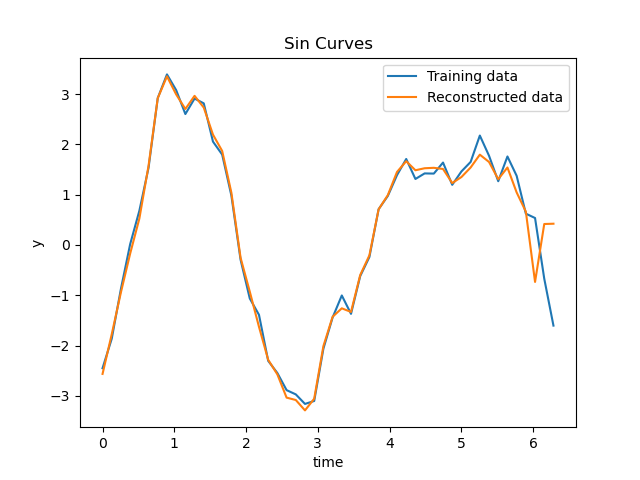 Sin Curves
Training data
Reconstructed data
y
3
2
1
0
−1
−2
−3
0 1 2 3 4 5 6
time